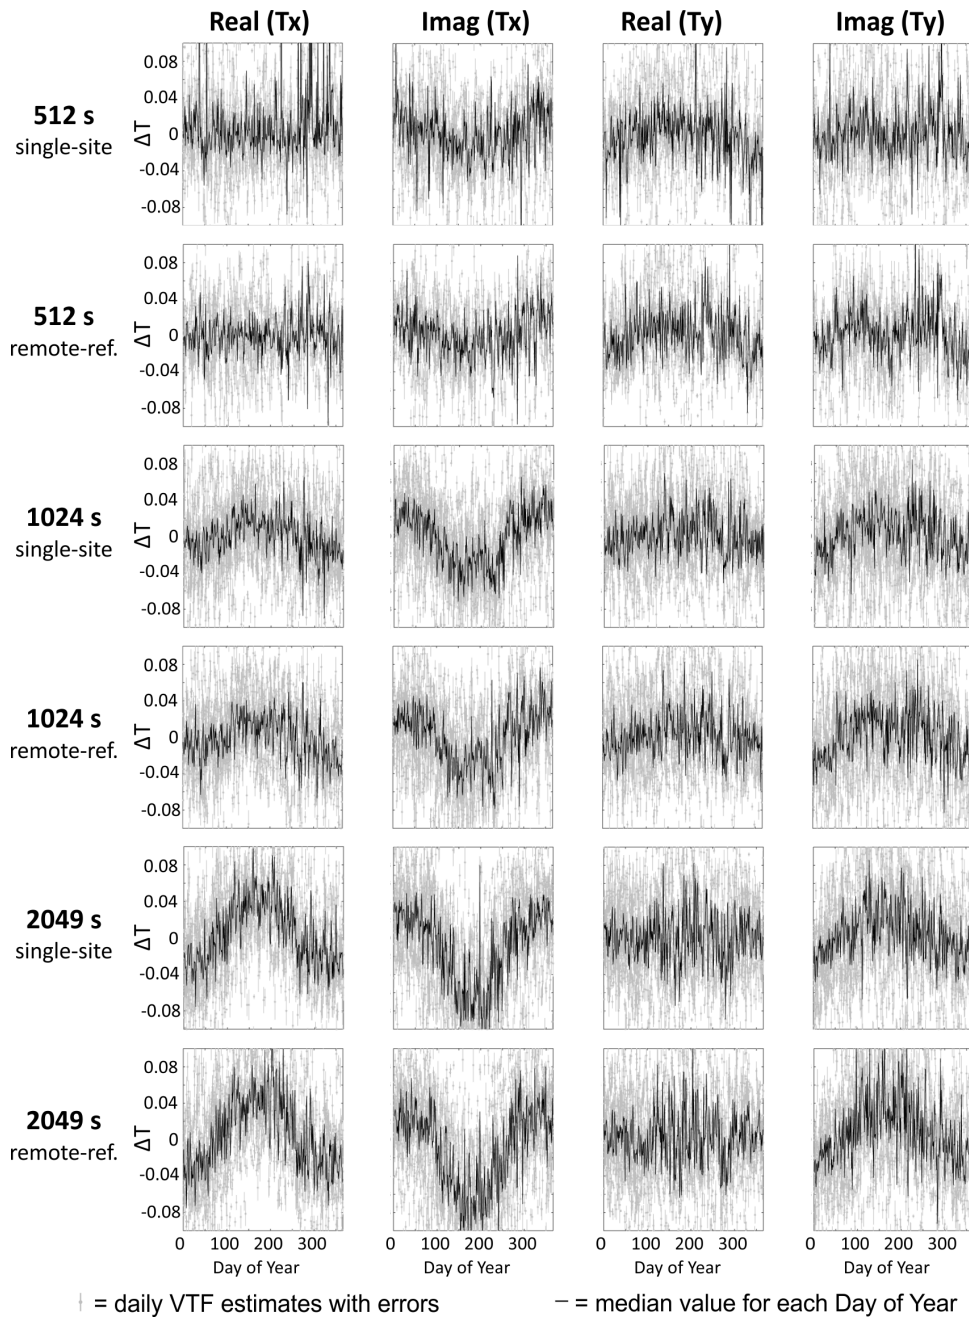 Real (Tx) Imag (Tx) Real (Ty) Imag (Ty)
512 s
single-site
ΔT
0.08
0.04
0
-0.04
-0.08
512 s
remote-ref.
ΔT
0.08
0.04
0
-0.04
-0.08
1024 s
single-site
ΔT
0.08
0.04
0
-0.04
-0.08
1024 s
remote-ref.
ΔT
0.08
0.04
0
-0.04
-0.08
2049 s
single-site
ΔT
0.08
0.04
0
-0.04
-0.08
2049 s
remote-ref.
ΔT
0.08
0.04
0
-0.04
-0.08
0 100 200 300 0 100 200 300 0 100 200 300 0 100 200 300
Day of Year Day of Year Day of Year Day of Year
= daily VTF estimates with errors – = median value for each Day of Year